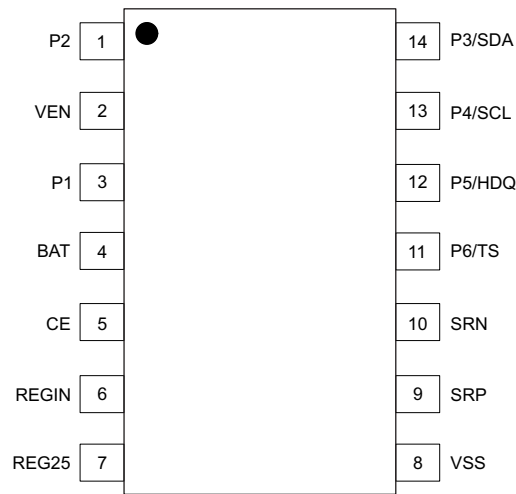 P2 1 14 P3/SDA
VEN 2 13 P4/SCL
P1 3 12 P5/HDQ
BAT 4 11 P6/TS
CE 5 10 SRN
REGIN 6 9 SRP
REG25 7 8 VSS